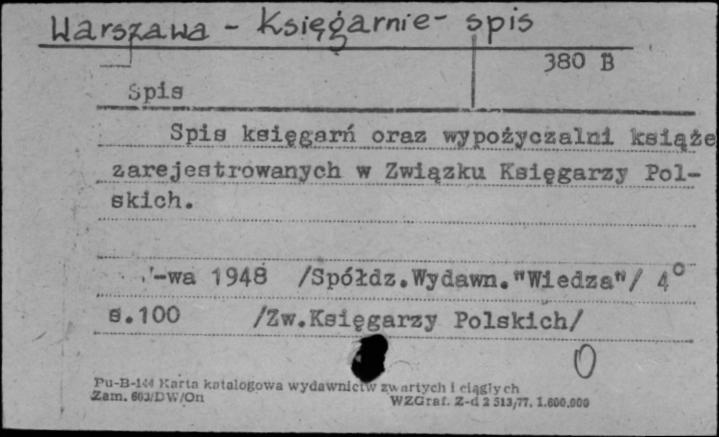 Warszawa - Księgarnie - spis
380 B
Spis
Spis księgarń oraz wypożyczalni książe
zarejestrowanych w Związku Księgarzy Pol-
skich.
-wa 1948 /Spółdz.Wydawn."Wiedza"/ 4°
s.100 /Zw.Księgarzy Polskich/
0
Pu-B-144 Karta katalogowa wydawnictw zwartych i ciągłych
Zam. 603/DW/On WZGraf. Z-d 2 513/77. 1.600.000